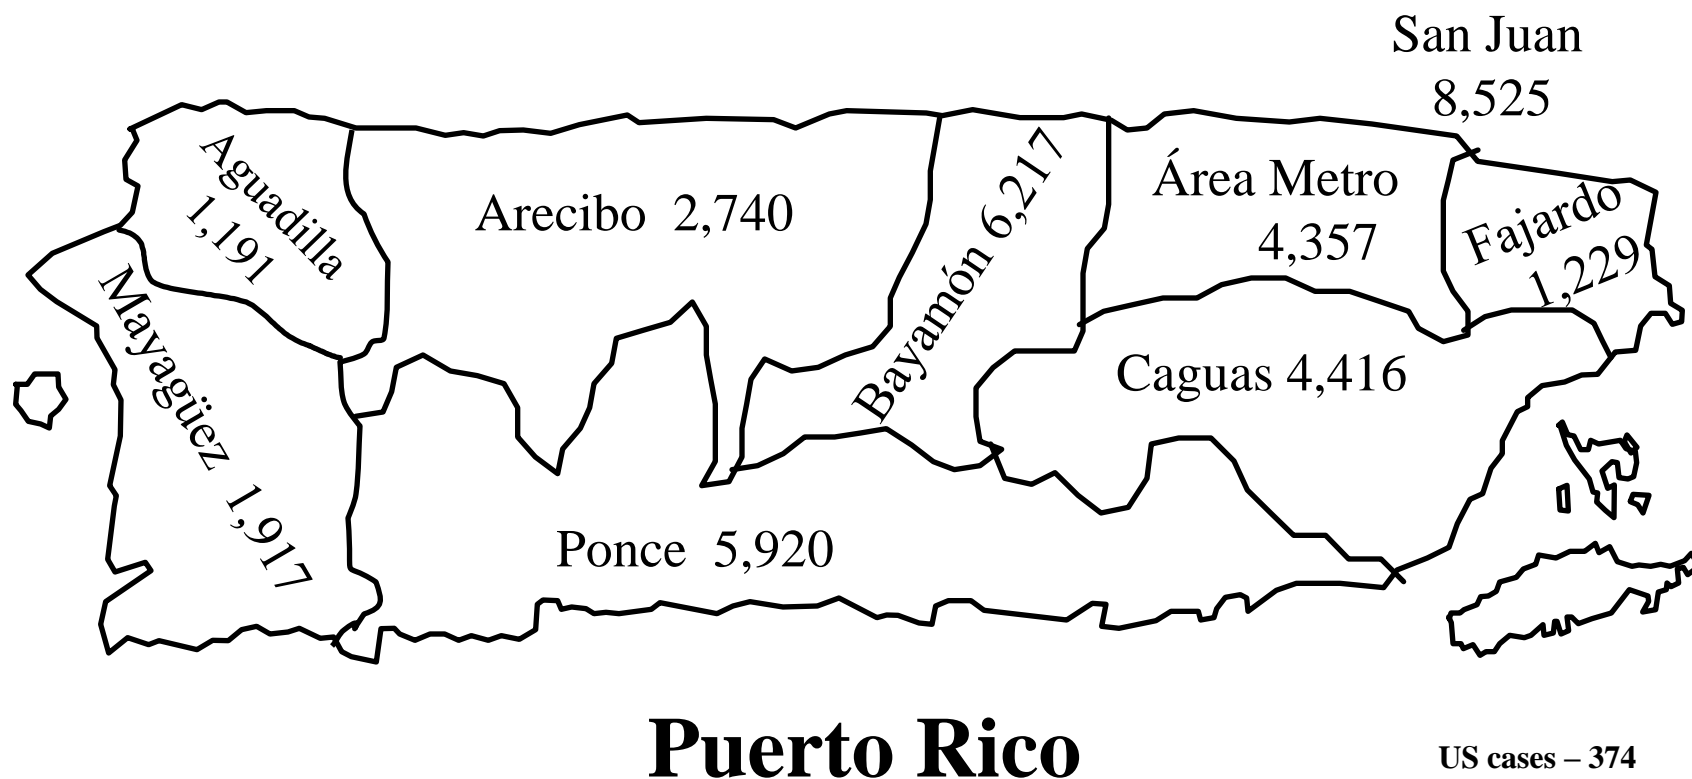 San Juan
8,525
Aguadilla
1,191
Arecibo 2,740
Bayamón 6,217
Área Metro
4,357
Fajardo
1,229
Mayagüez 1,917
Caguas 4,416
Ponce 5,920
Puerto Rico
US cases – 374